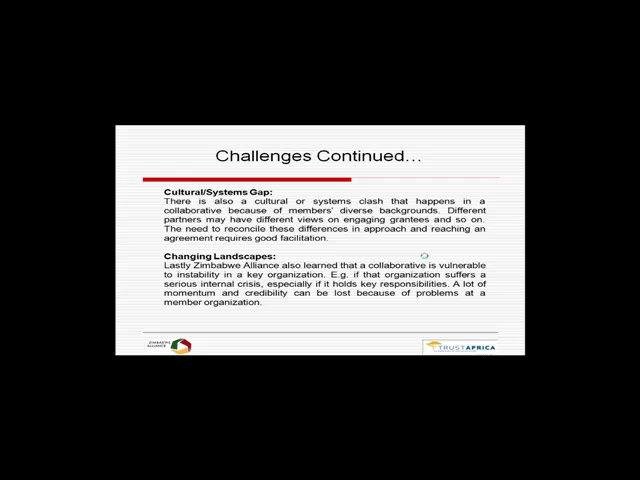 Challenges Continued...
Cultural/Systems Gap:
There is also a cultural or systems clash that happens in a
collaborative because of members' diverse backgrounds. Different
partners may have different views on engaging grantees and so on.
The need to reconcile these differences in approach and reaching an
agreement requires good facilitation.
Changing Landscapes:
Lastly Zimbabwe Alliance also learned that a collaborative is vulnerable
to instability in a key organization. E.g. if that organization suffers a
serious internal crisis, especially if it holds key responsibilities. A lot of
momentum and credibility can be lost because of problems at a
member organization.
ZIMBABWE
ALLIANCE
TRUSTAFRICA